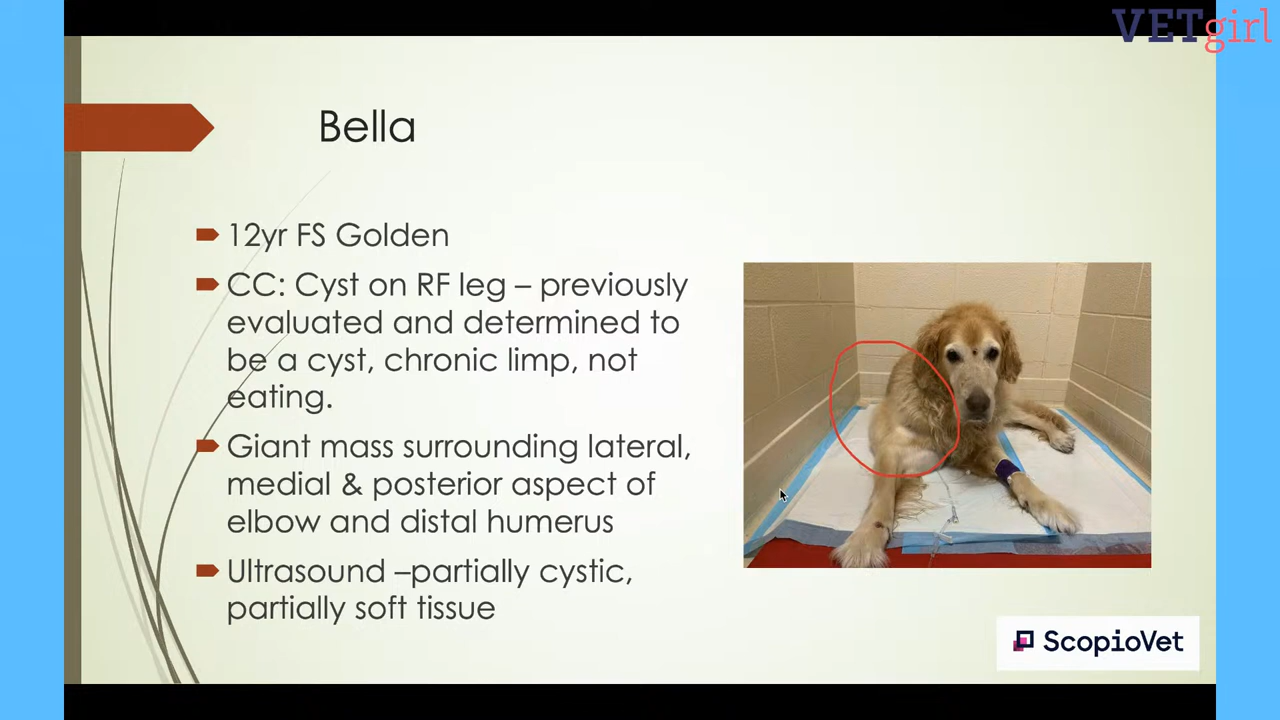 VETgirl
Bella
12yr FS Golden
CC: Cyst on RF leg – previously
evaluated and determined to
be a cyst, chronic limp, not
eating.
Giant mass surrounding lateral,
medial & posterior aspect of
elbow and distal humerus
Ultrasound –partially cystic,
partially soft tissue
ScopioVet